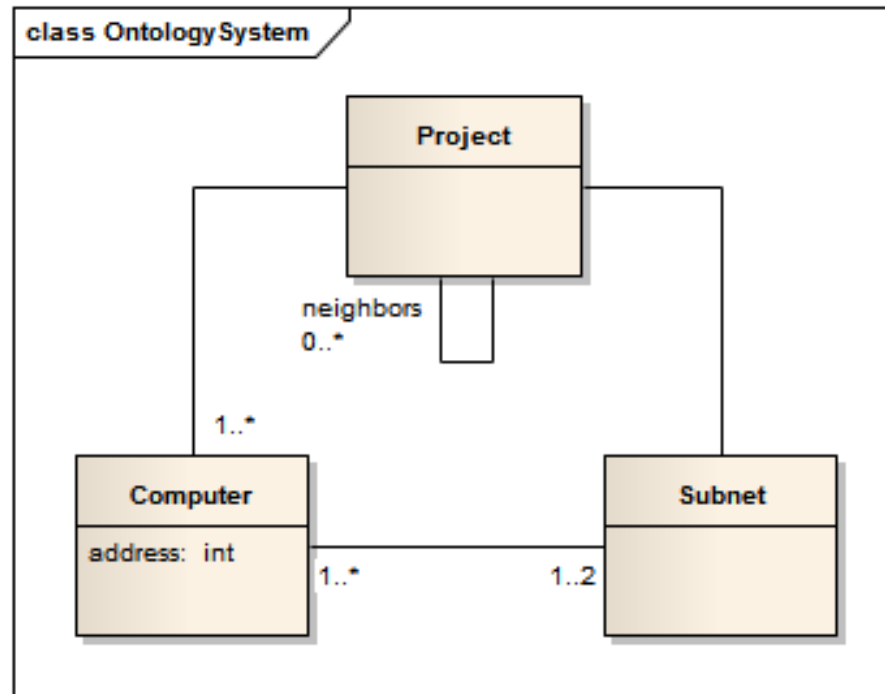 class OntologySystem
Project
neighbors
0..*
1..*
Computer
address: int
Subnet
1..*
1..2